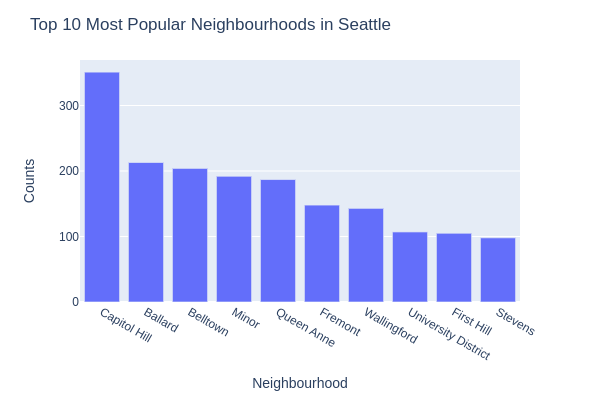 Top 10 Most Popular Neighbourhoods in Seattle
Counts
300
200
100
0
Capitol Hill
Ballard
Belltown
Minor
Queen Anne
Fremont
Wallingford
University District
First Hill
Stevens
Neighbourhood